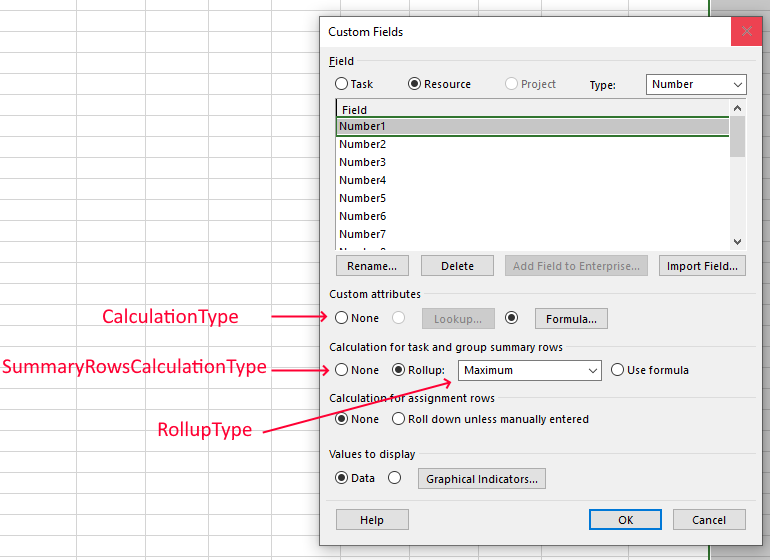 Custom Fields
Field
Task Resource Project Type: Number
Field
Number1
Number2
Number3
Number4
Number5
Number6
Number7
Rename... Delete Add Field to Enterprise... Import Field...
Custom attributes
CalculationType None Lookup... Formula...
Calculation for task and group summary rows
SummaryRowsCalculationType None Rollup: Maximum Use formula
Calculation for assignment rows
RollupType None Roll down unless manually entered
Values to display
Data Graphical Indicators...
Help OK Cancel